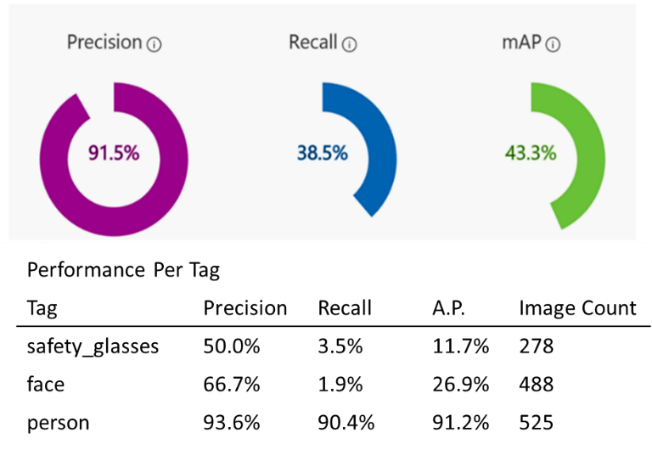 Precision ⓘ Recall ⓘ mAP ⓘ
91.5% 38.5% 43.3%
Performance Per Tag
Tag Precision Recall A.P. Image Count
safety_glasses 50.0% 3.5% 11.7% 278
face 66.7% 1.9% 26.9% 488
person 93.6% 90.4% 91.2% 525